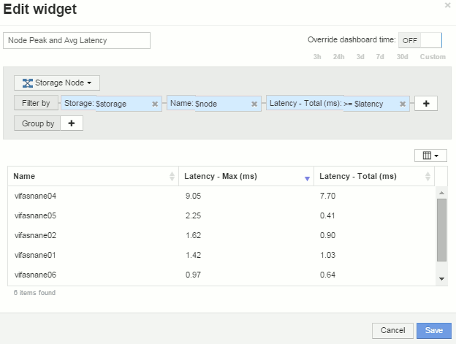 Edit widget
×
Node Peak and Avg Latency
Override dashboard time: OFF
3h 24h 3d 7d 30d Custom
Storage Node
Filter by Storage: $storage × Name: $node × Latency - Total (ms): >= $latency × +
Group by +
Name Latency - Max (ms) Latency - Total (ms)
vifasnane04 9.05 7.70
vifasnane05 2.25 0.41
vifasnane02 1.62 0.90
vifasnane01 1.42 1.03
vifasnane06 0.97 0.64
items found
Cancel Save